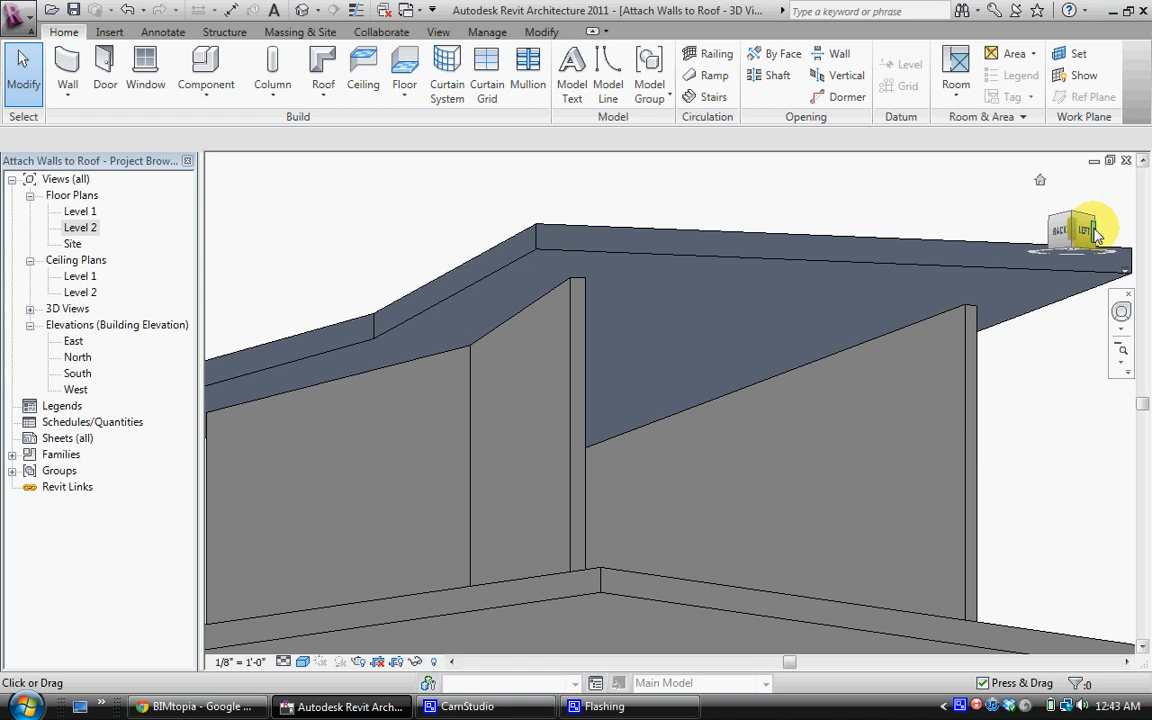 Autodesk Revit Architecture 2011 - [Attach Walls to Roof - 3D Vi...
Type a keyword or phrase
Home Insert Annotate Structure Massing & Site Collaborate View Manage Modify
Modify Wall Door Window Component Column Roof Ceiling Floor Curtain System Curtain Grid Mullion Model Text Model Line Model Group
Railing Ramp Stairs
By Face Shaft Wall Vertical Dormer
Level Grid
Room Area Legend Tag
Set Show Ref Plane
Select Build Model Circulation Opening Datum Room & Area Work Plane
Attach Walls to Roof - Project Brow...
Views (all)
Floor Plans
Level 1
Level 2
Site
Ceiling Plans
Level 1
Level 2
3D Views
Elevations (Building Elevation)
East
North
South
West
Legends
Schedules/Quantities
Sheets (all)
Families
Groups
Revit Links
BACK LEFT
1/8" = 1'-0"
Click or Drag
Main Model
Press & Drag
:0
BIMtopia - Google ...
Autodesk Revit Arch...
CamStudio
Flashing
12:43 AM